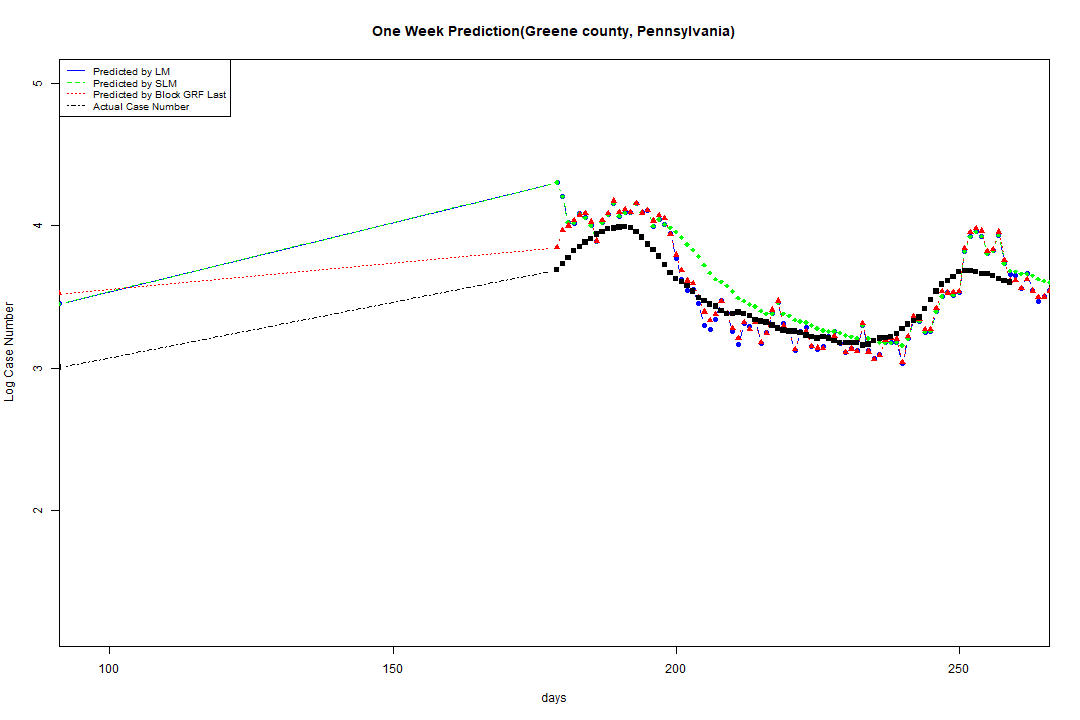 One Week Prediction(Greene county, Pennsylvania)
Predicted by LM
Predicted by SLM
Predicted by Block GRF Last
Actual Case Number
5
4
3
2
Log Case Number
100 150 200 250
days